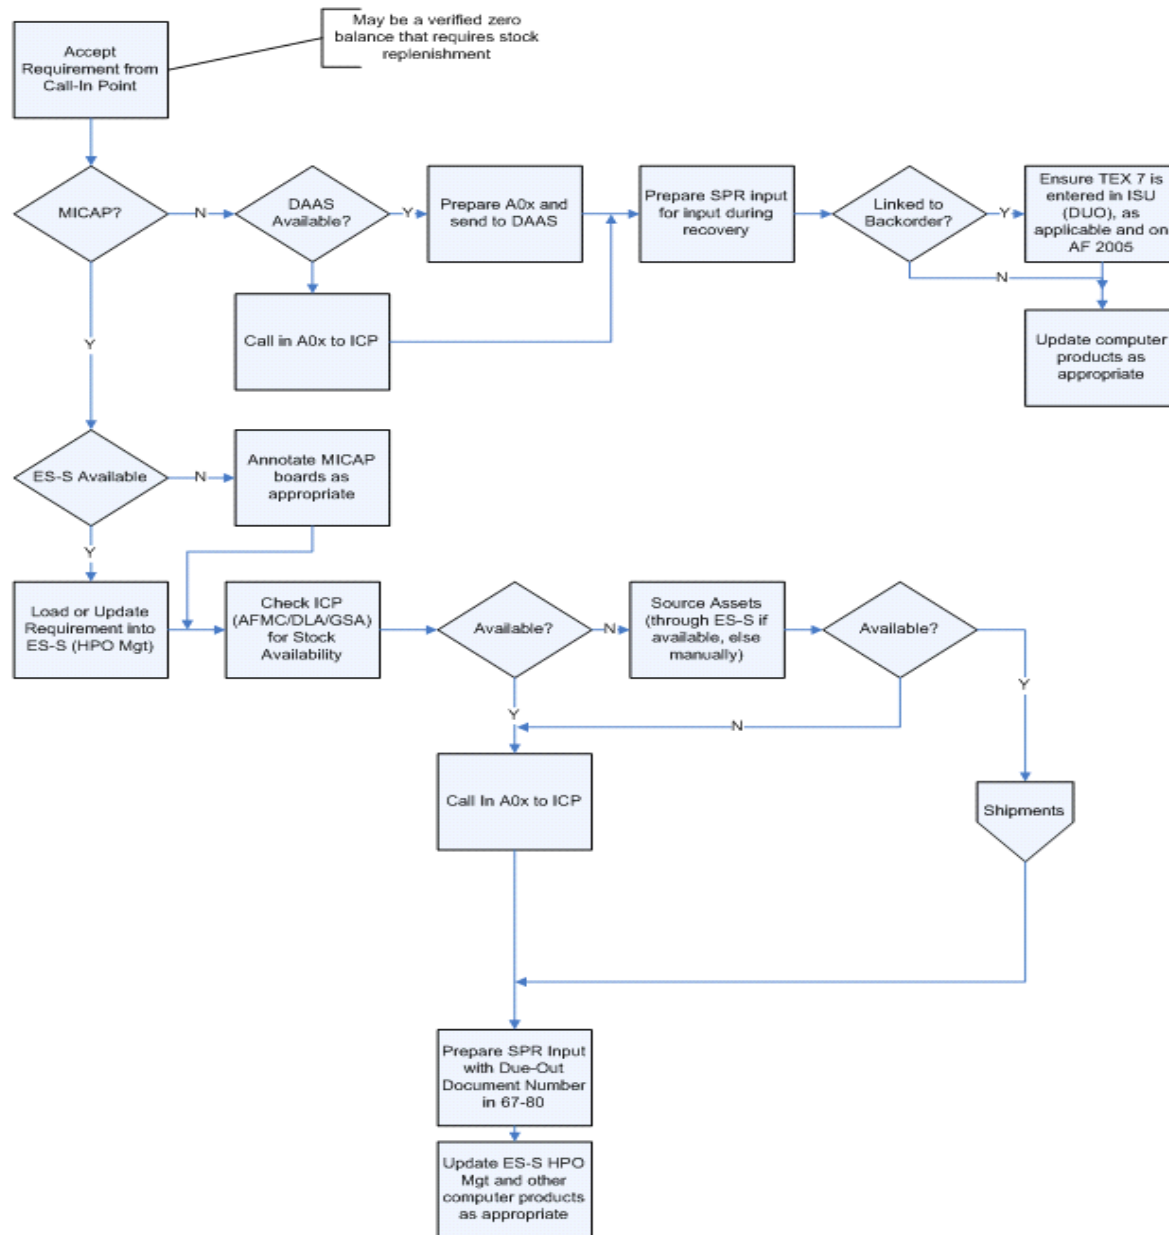 May be a verified zero
balance that requires stock
replenishment
Accept
Requirement from
Call-In Point
MICAP?
N
DAAS
Available?
Y
Prepare A0x and
send to DAAS
Prepare SPR input
for input during
recovery
Linked to
Backorder?
Y
Ensure TEX 7 is
entered in ISU
(DUO), as
applicable and on
AF 2005
N
Call in A0x to ICP
Update computer
products as
appropriate
Y
ES-S Available
N
Annotate MICAP
boards as
appropriate
Y
Load or Update
Requirement into
ES-S (HPO Mgt)
Check ICP
(AFMC/DLA/GSA)
for Stock
Availability
Available?
N
Source Assets
(through ES-S if
available, else
manually)
Available?
Y
Y
N
Call In A0x to ICP
Shipments
Prepare SPR Input
with Due-Out
Document Number
in 67-80
Update ES-S HPO
Mgt and other
computer products
as appropriate